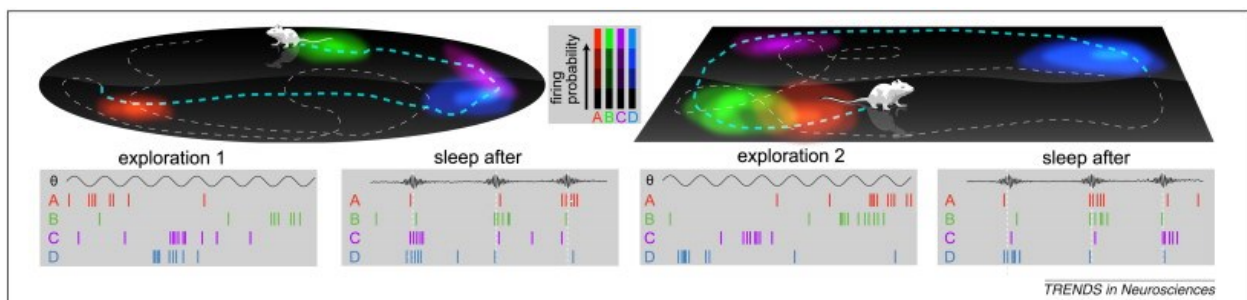 firing
probability
A B C D
exploration 1
sleep after
exploration 2
sleep after
θ
A
B
C
D
A
B
C
D
θ
A
B
C
D
A
B
C
D
TRENDS in Neurosciences